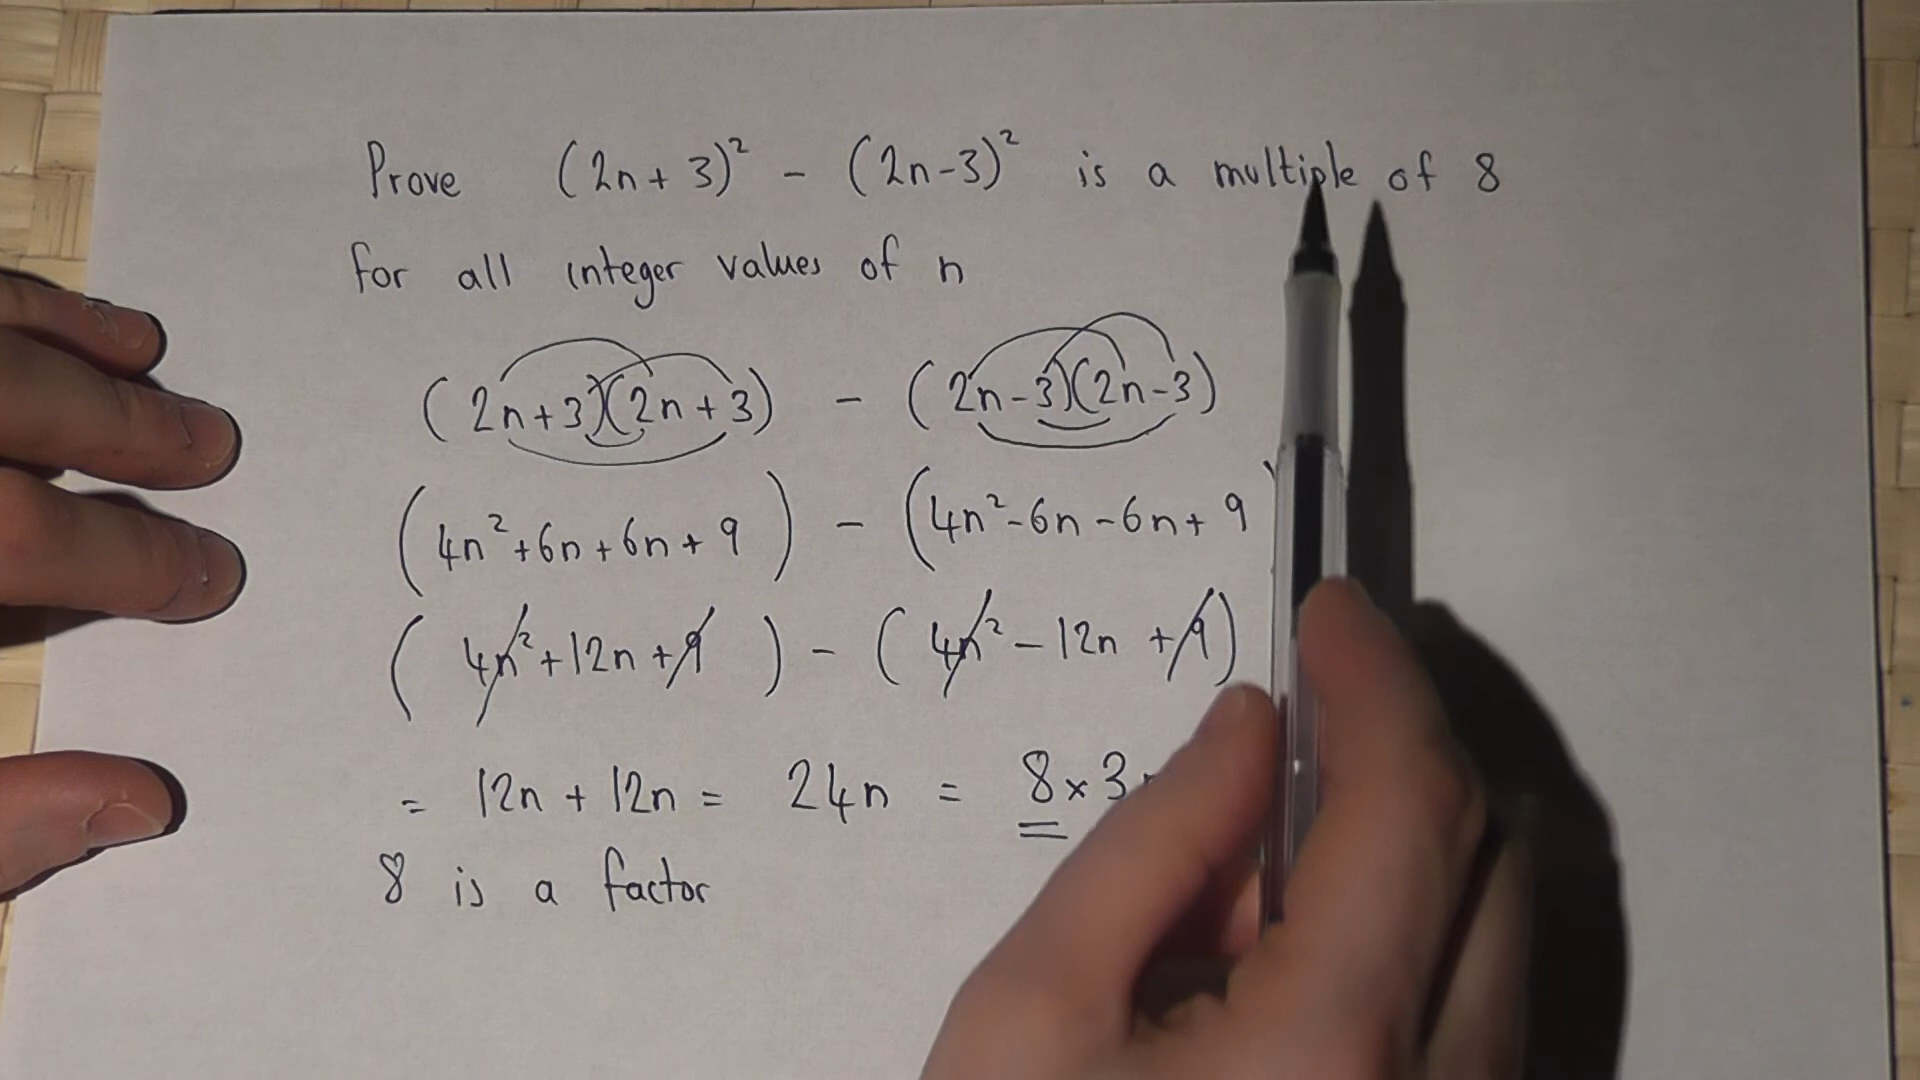 Prove (2n+3)² - (2n-3)² is a multiple of 8
for all integer values of n
(2n+3)(2n+3) - (2n-3)(2n-3)
(4n²+6n+6n+9) - (4n²-6n-6n+9
(4n²+12n+9) - (4n²-12n+9)
= 12n + 12n = 24n = 8×3
8 is a factor